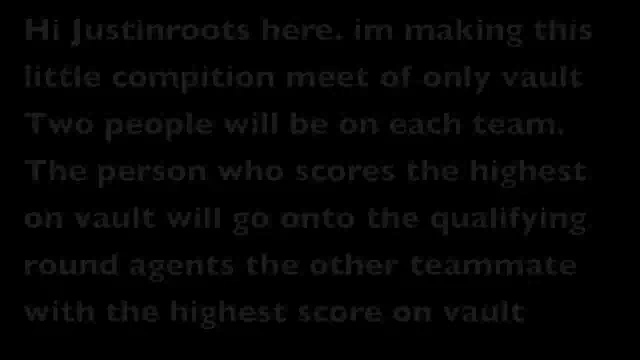 Hi Justinroots here. im making this
little compition meet of only vault
Two people will be on each team.
The person who scores the highest
on vault will go onto the qualifying
round agents the other teammate
with the highest score on vault